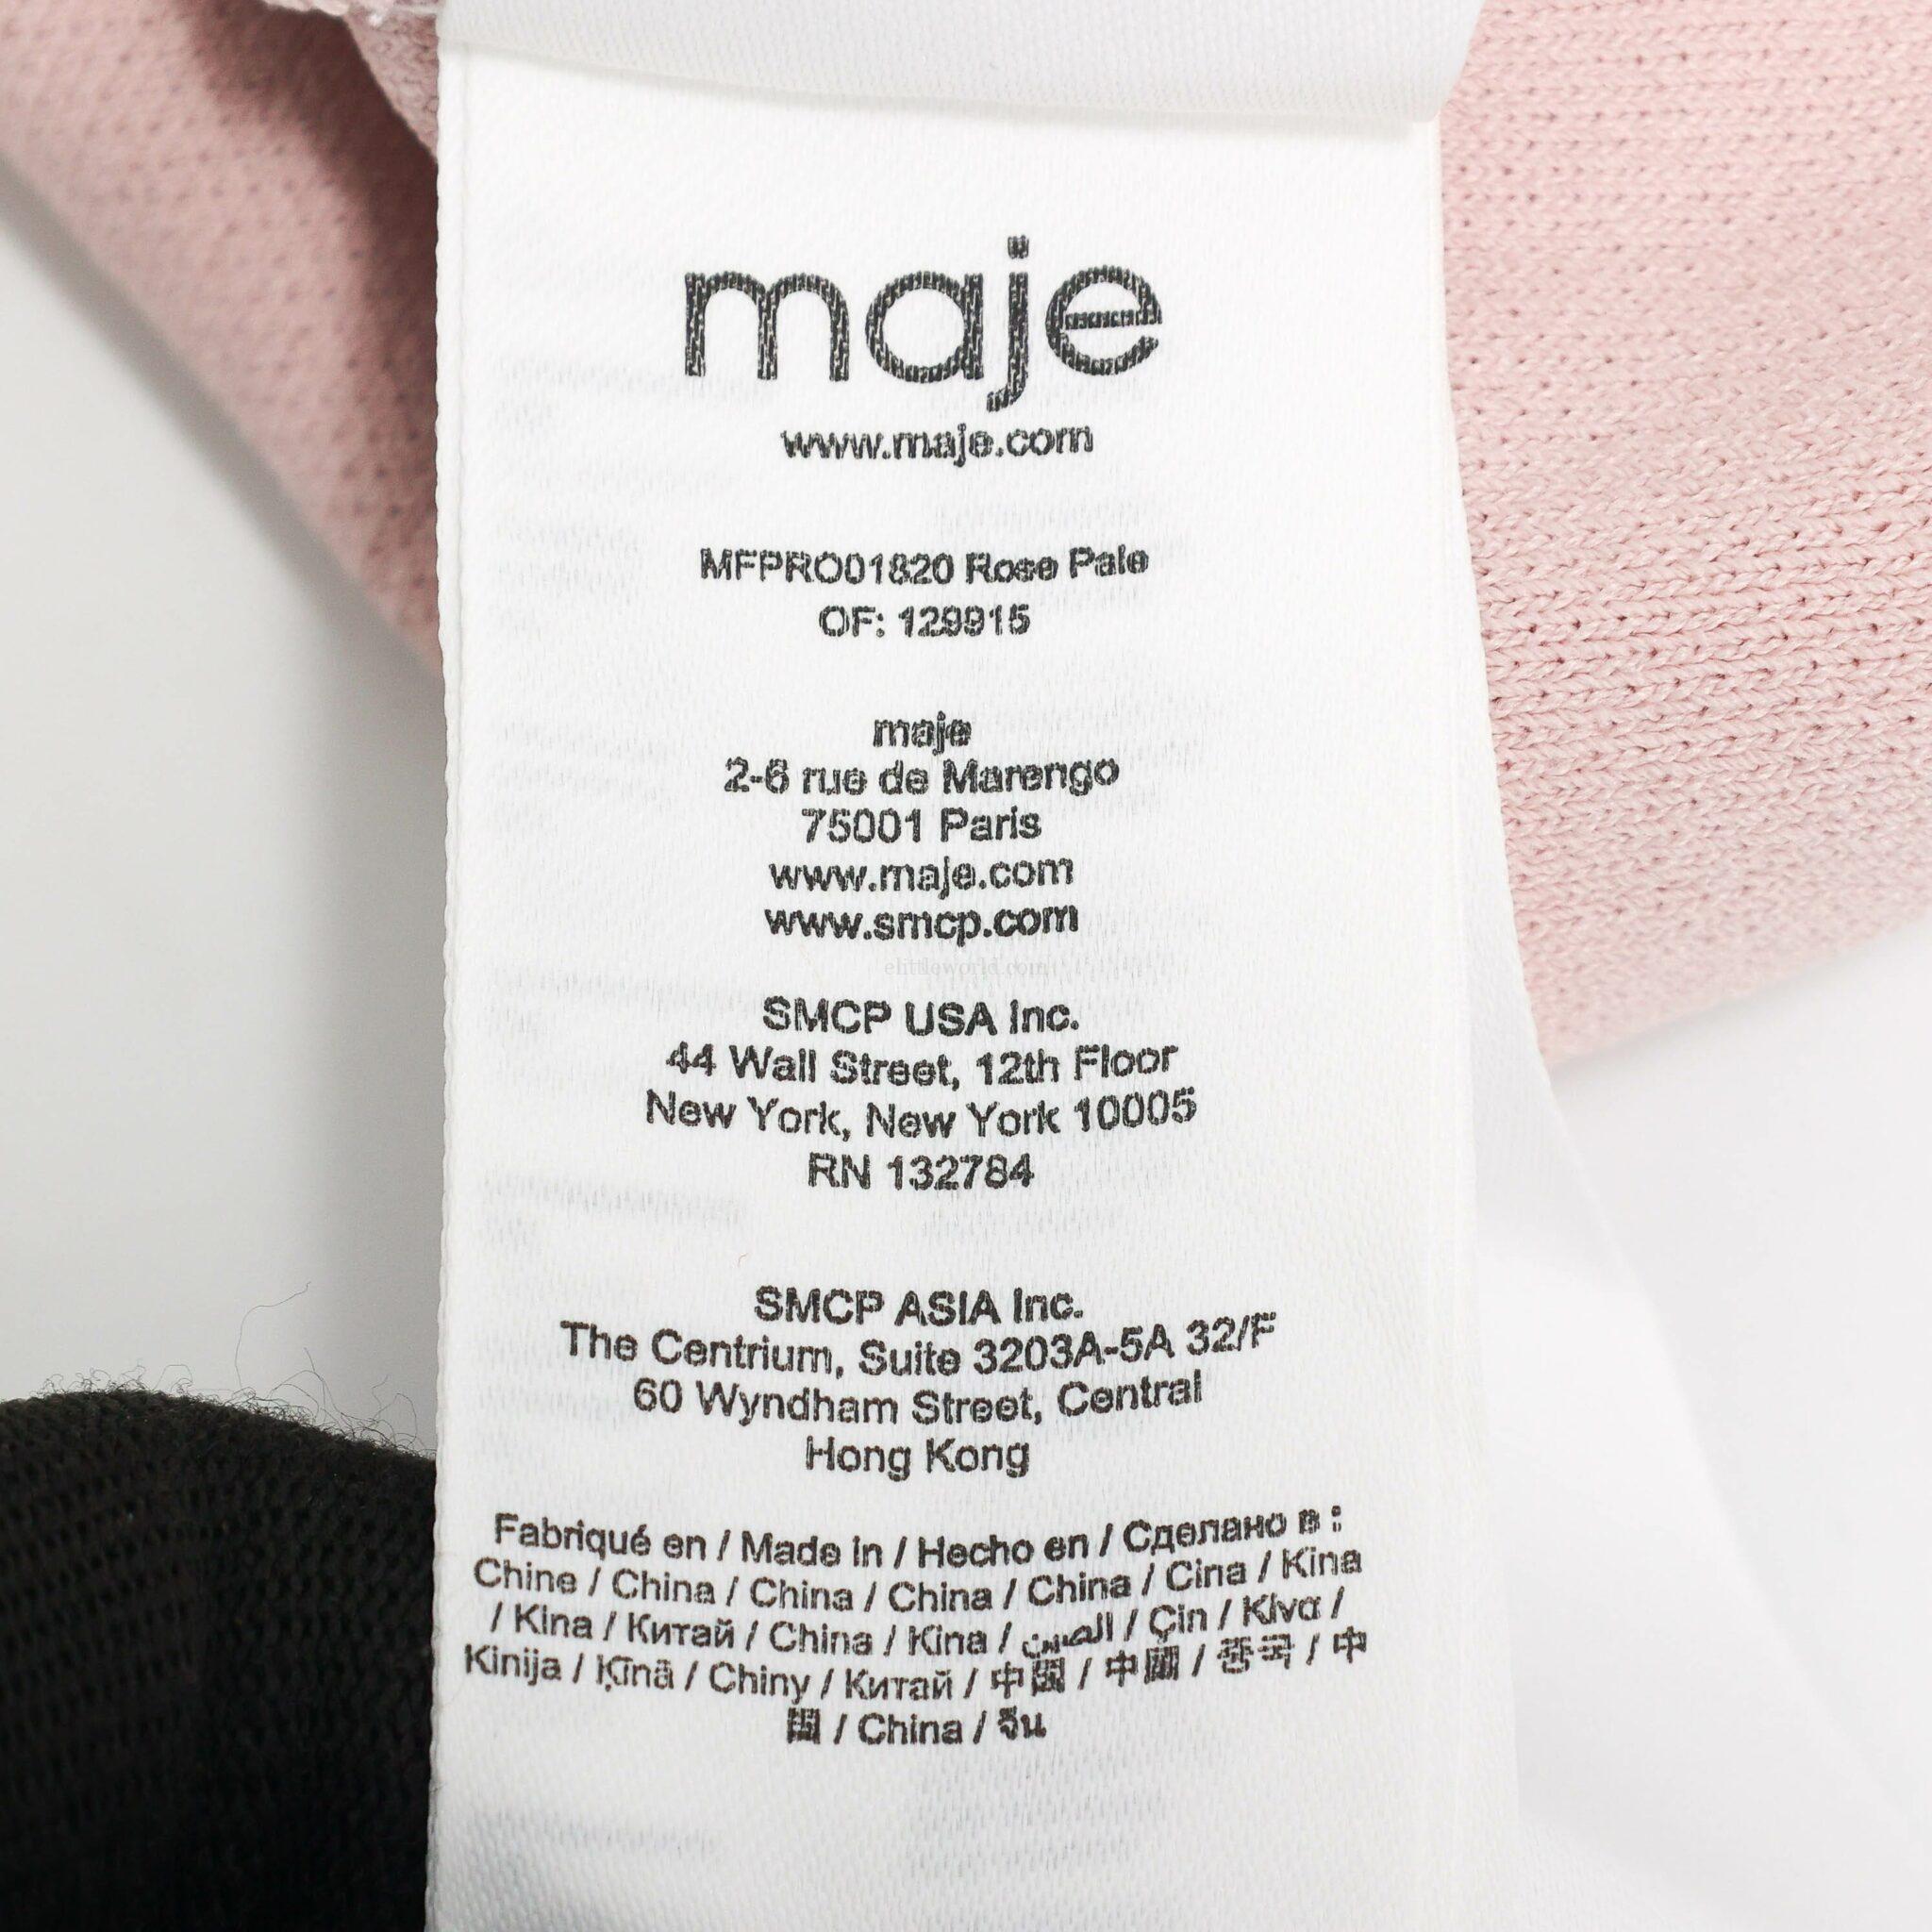 maje
www.maje.com
MFPRO01820 Rose Pale
OF: 129915
maje
2-6 rue de Marengo
75001 Paris
www.maje.com
www.smcp.com
elittleworld.com
SMCP USA Inc.
44 Wall Street, 12th Floor
New York, New York 10005
RN 132784
SMCP ASIA Inc.
The Centrium, Suite 3203A-5A 32/F
60 Wyndham Street, Central
Hong Kong
Fabriqué en / Made in / Hecho en / Сделано в :
Chine / China / China / China / China / Cina / Kina
/ Kina / Китай / China / Kina / الصين / Çin / Κίνα /
Kinija / Ķīnā / Chiny / Китай / 中国 / 中國 / 중국 / 中
国 / China / จีน